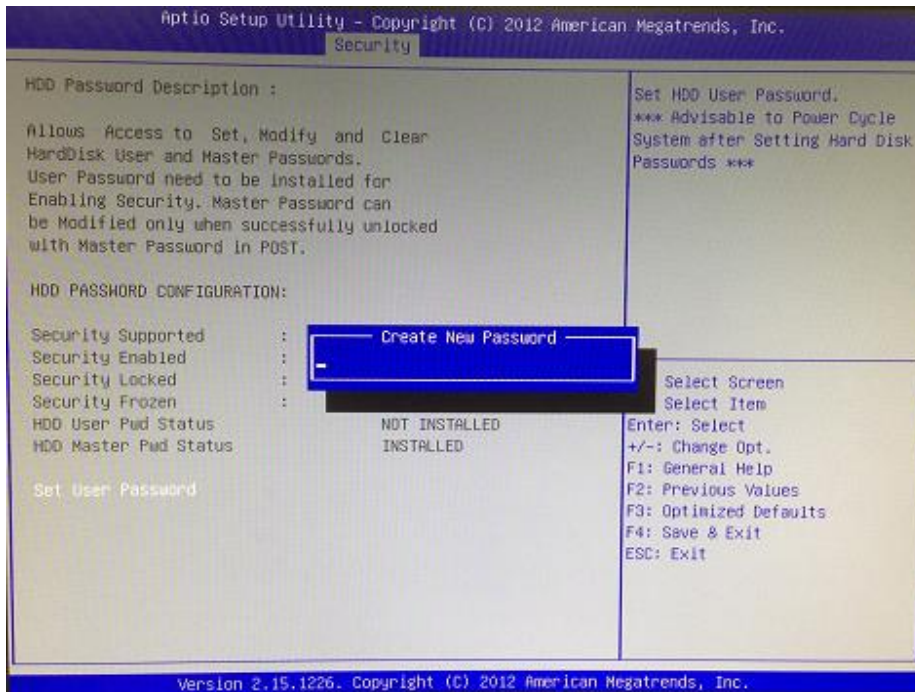 Aptio Setup Utility - Copyright (C) 2012 American Megatrends, Inc.
Security
HDD Password Description :
Allows Access to Set, Modify and Clear
HardDisk User and Master Passwords.
User Password need to be installed for
Enabling Security. Master Password can
be Modified only when successfully unlocked
with Master Password in POST.
HDD PASSWORD CONFIGURATION:
Security Supported :
Security Enabled :
Security Locked :
Security Frozen :
HDD User Pwd Status NOT INSTALLED
HDD Master Pwd Status INSTALLED
Set User Password
Create New Password
Set HDD User Password.
*** Advisable to Power Cycle
System after Setting Hard Disk
Passwords ***
Select Screen
Select Item
Enter: Select
+/-: Change Opt.
F1: General Help
F2: Previous Values
F3: Optimized Defaults
F4: Save & Exit
ESC: Exit
Version 2.15.1226. Copyright (C) 2012 American Megatrends, Inc.